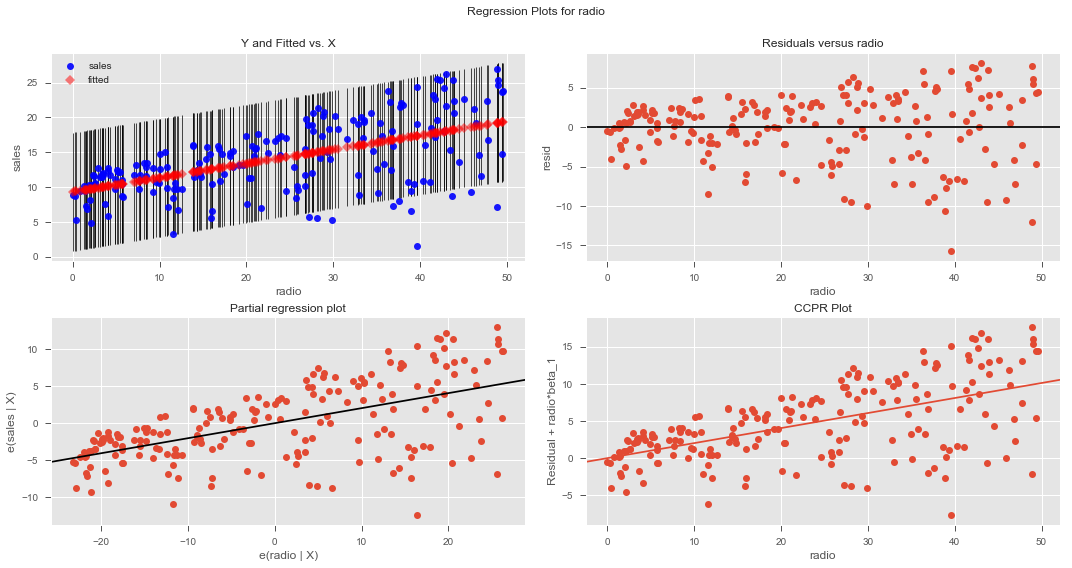 Regression Plots for radio
Y and Fitted vs. X
sales
fitted
25
20
15
10
5
0
sales
0 10 20 30 40 50
radio
Residuals versus radio
5
0
−5
−10
−15
resid
0 10 20 30 40 50
radio
Partial regression plot
10
5
0
−5
−10
e(sales | X)
−20 −10 0 10 20
e(radio | X)
CCPR Plot
15
10
5
0
−5
Residual + radio*beta_1
0 10 20 30 40 50
radio